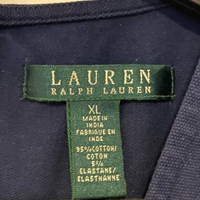 LAUREN
RALPH LAUREN
XL
MADE IN
INDIA
FABRIQUE EN
INDE
95% COTTON/
COTON
5%
ELASTANE/
ELASTHANNE